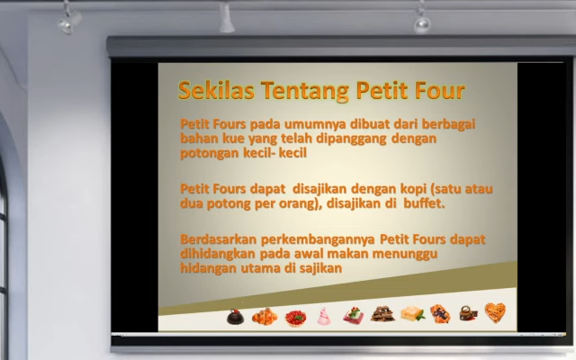 Sekilas Tentang Petit Four
Petit Fours pada umumnya dibuat dari berbagai
bahan kue yang telah dipanggang dengan
potongan kecil- kecil
Petit Fours dapat disajikan dengan kopi (satu atau
dua potong per orang), disajikan di buffet.
Berdasarkan perkembangannya Petit Fours dapat
dihidangkan pada awal makan menunggu
hidangan utama di sajikan